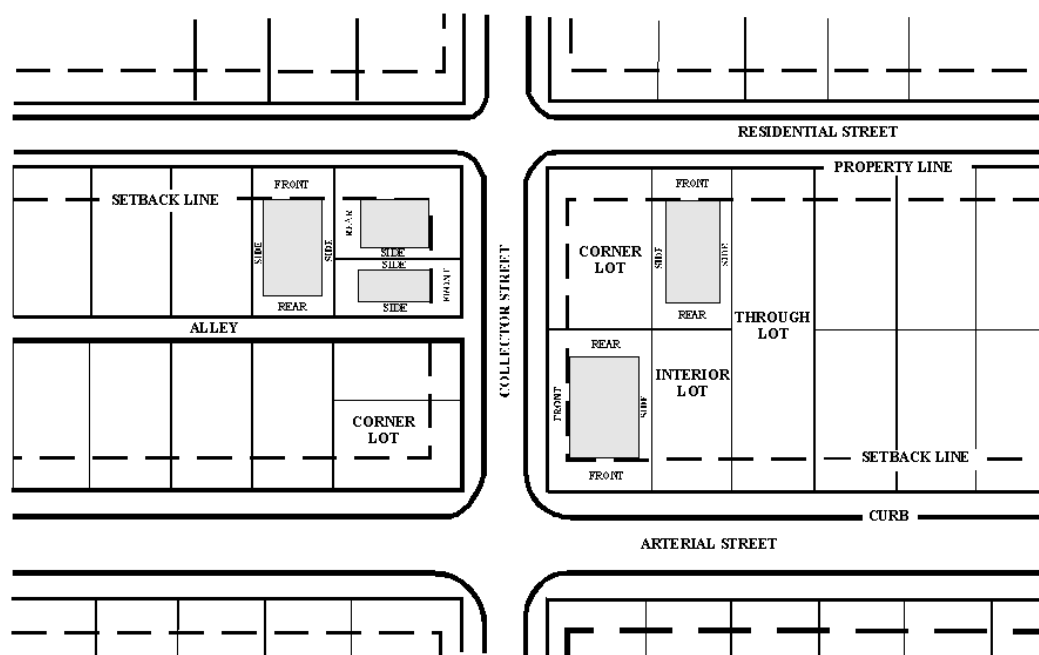 RESIDENTIAL STREET
PROPERTY LINE
FRONT
SETBACK LINE
REAR
SIDE
SIDE
SIDE
SIDE
FRONT
SIDE
REAR
ALLEY
COLLECTOR STREET
FRONT
CORNER
LOT
SIDE
SIDE
REAR
THROUGH
LOT
REAR
INTERIOR
LOT
FRONT
SIDE
FRONT
CORNER
LOT
SETBACK LINE
CURB
ARTERIAL STREET